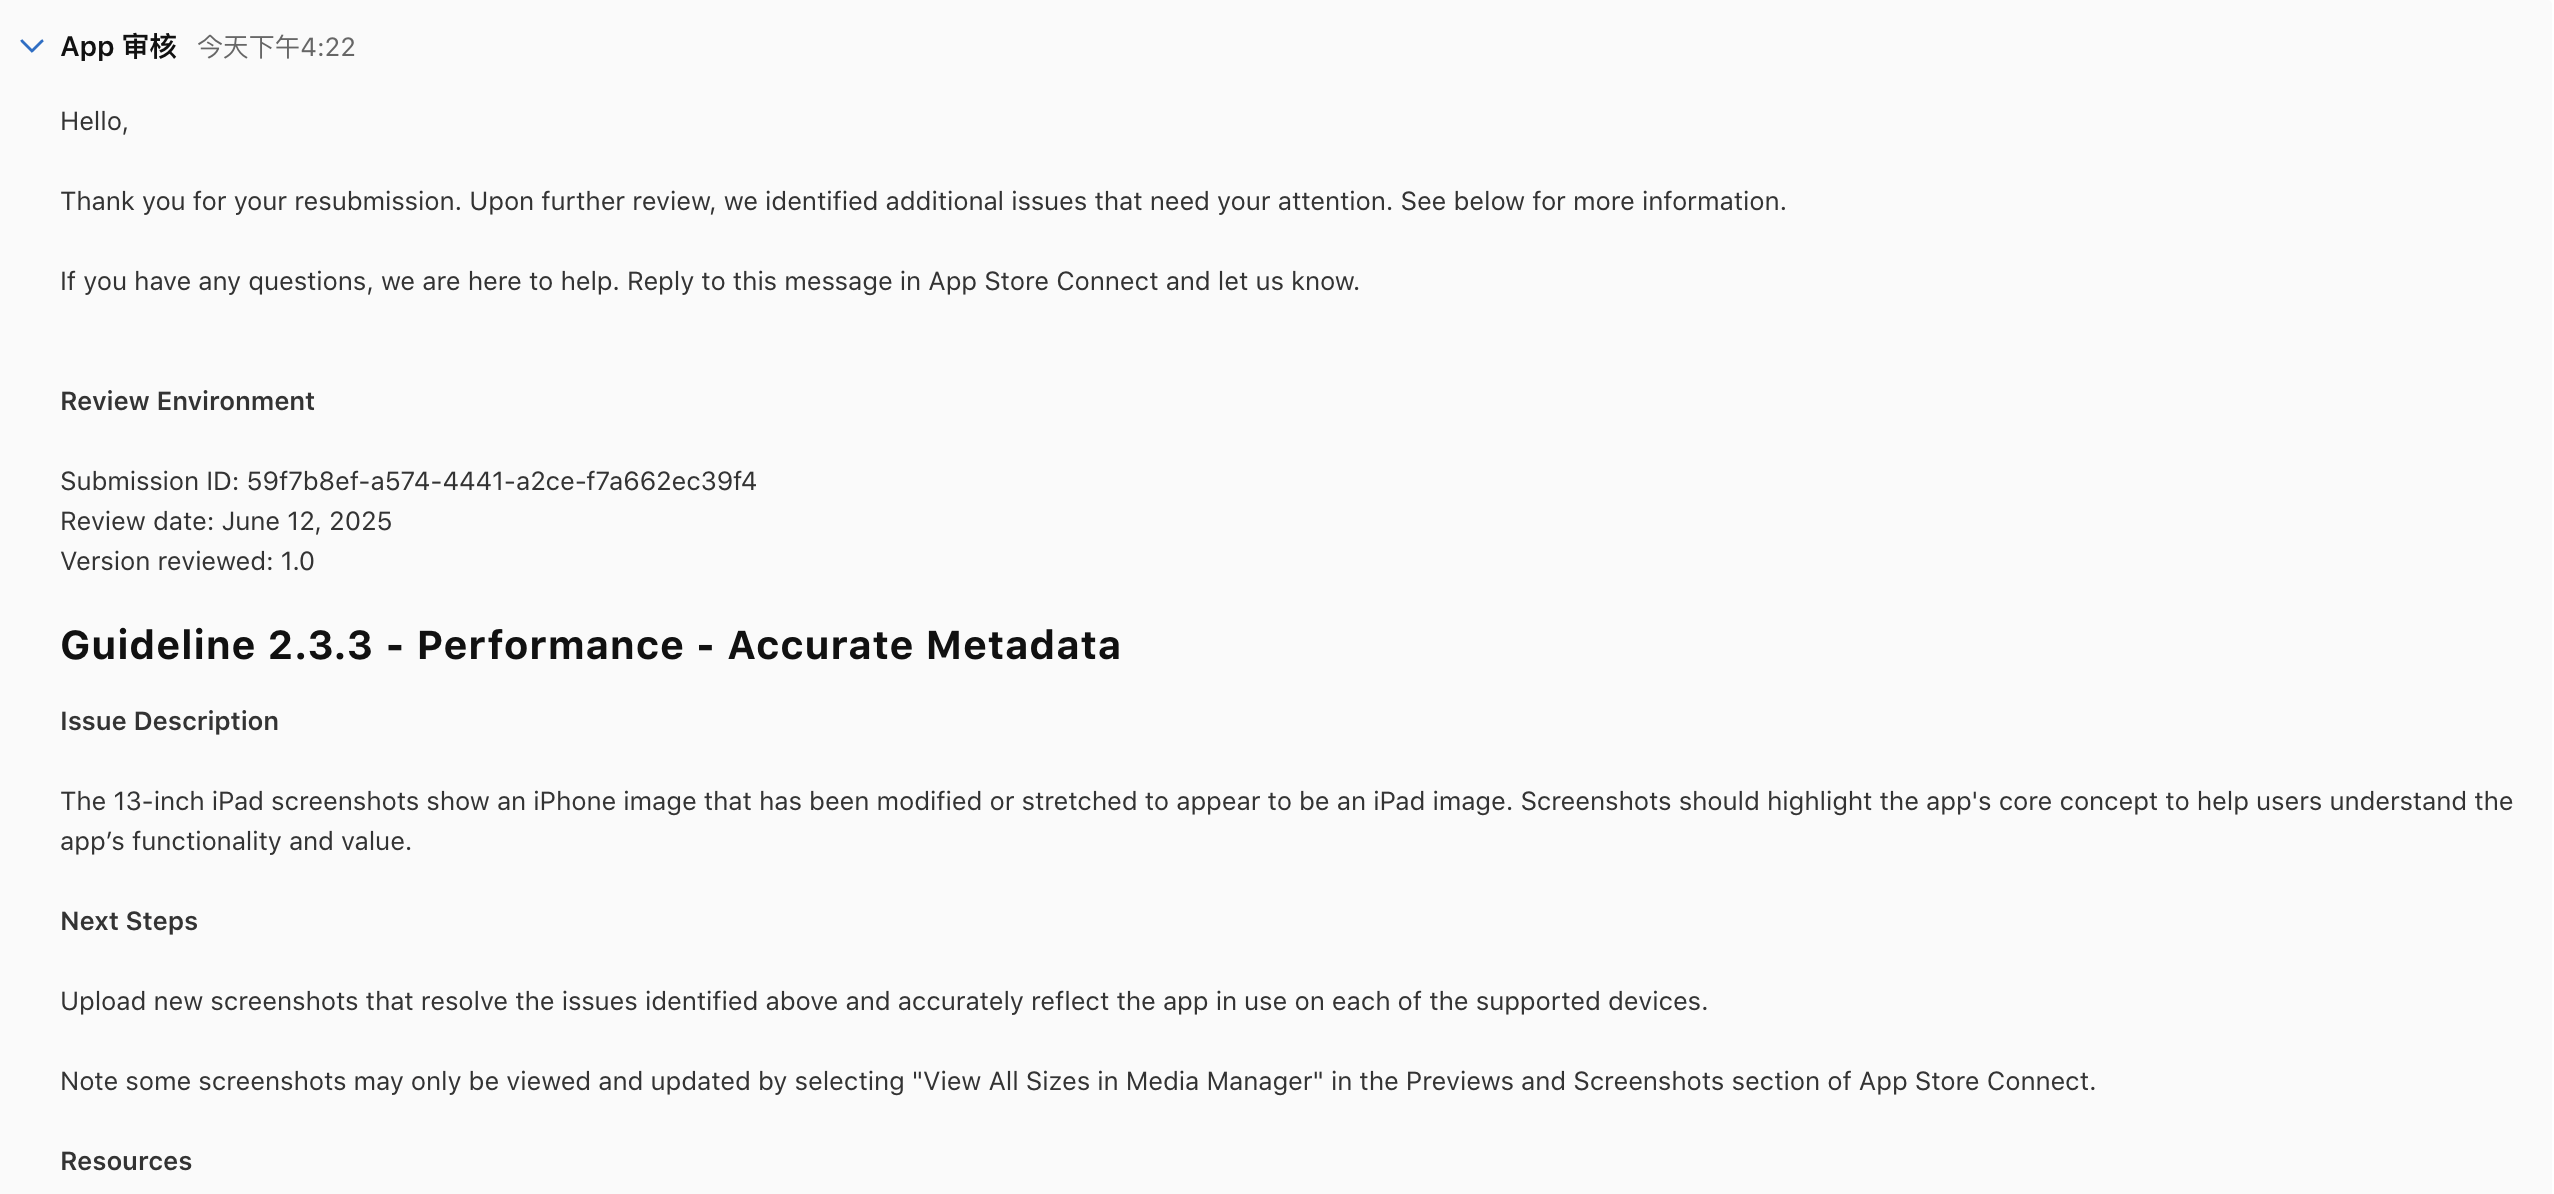 App 审核 今天下午4:22
Hello,
Thank you for your resubmission. Upon further review, we identified additional issues that need your attention. See below for more information.
If you have any questions, we are here to help. Reply to this message in App Store Connect and let us know.
Review Environment
Submission ID: 59f7b8ef-a574-4441-a2ce-f7a662ec39f4
Review date: June 12, 2025
Version reviewed: 1.0
Guideline 2.3.3 - Performance - Accurate Metadata
Issue Description
The 13-inch iPad screenshots show an iPhone image that has been modified or stretched to appear to be an iPad image. Screenshots should highlight the app's core concept to help users understand the
app’s functionality and value.
Next Steps
Upload new screenshots that resolve the issues identified above and accurately reflect the app in use on each of the supported devices.
Note some screenshots may only be viewed and updated by selecting "View All Sizes in Media Manager" in the Previews and Screenshots section of App Store Connect.
Resources